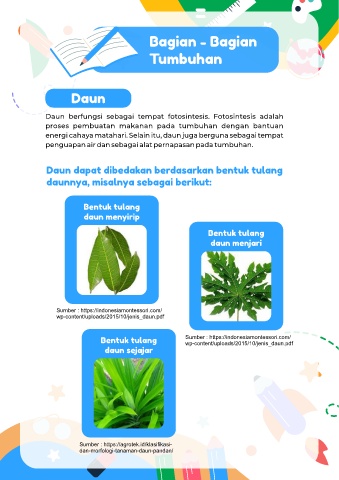 Bagian - Bagian
Tumbuhan
Daun
Daun berfungsi sebagai tempat fotosintesis. Fotosintesis adalah
proses pembuatan makanan pada tumbuhan dengan bantuan
energi cahaya matahari. Selain itu, daun juga berguna sebagai tempat
penguapan air dan sebagai alat pernapasan pada tumbuhan.
Daun dapat dibedakan berdasarkan bentuk tulang
daunnya, misalnya sebagai berikut:
Bentuk tulang
daun menyirip
Sumber : https://indonesiamontessori.com/
wp-content/uploads/2015/10/jenis_daun.pdf
Bentuk tulang
daun menjari
Sumber : https://indonesiamontessori.com/
wp-content/uploads/2015/10/jenis_daun.pdf
Bentuk tulang
daun sejajar
Sumber : https://agrotek.id/klasifikasi-
dan-morfologi-tanaman-daun-pandan/